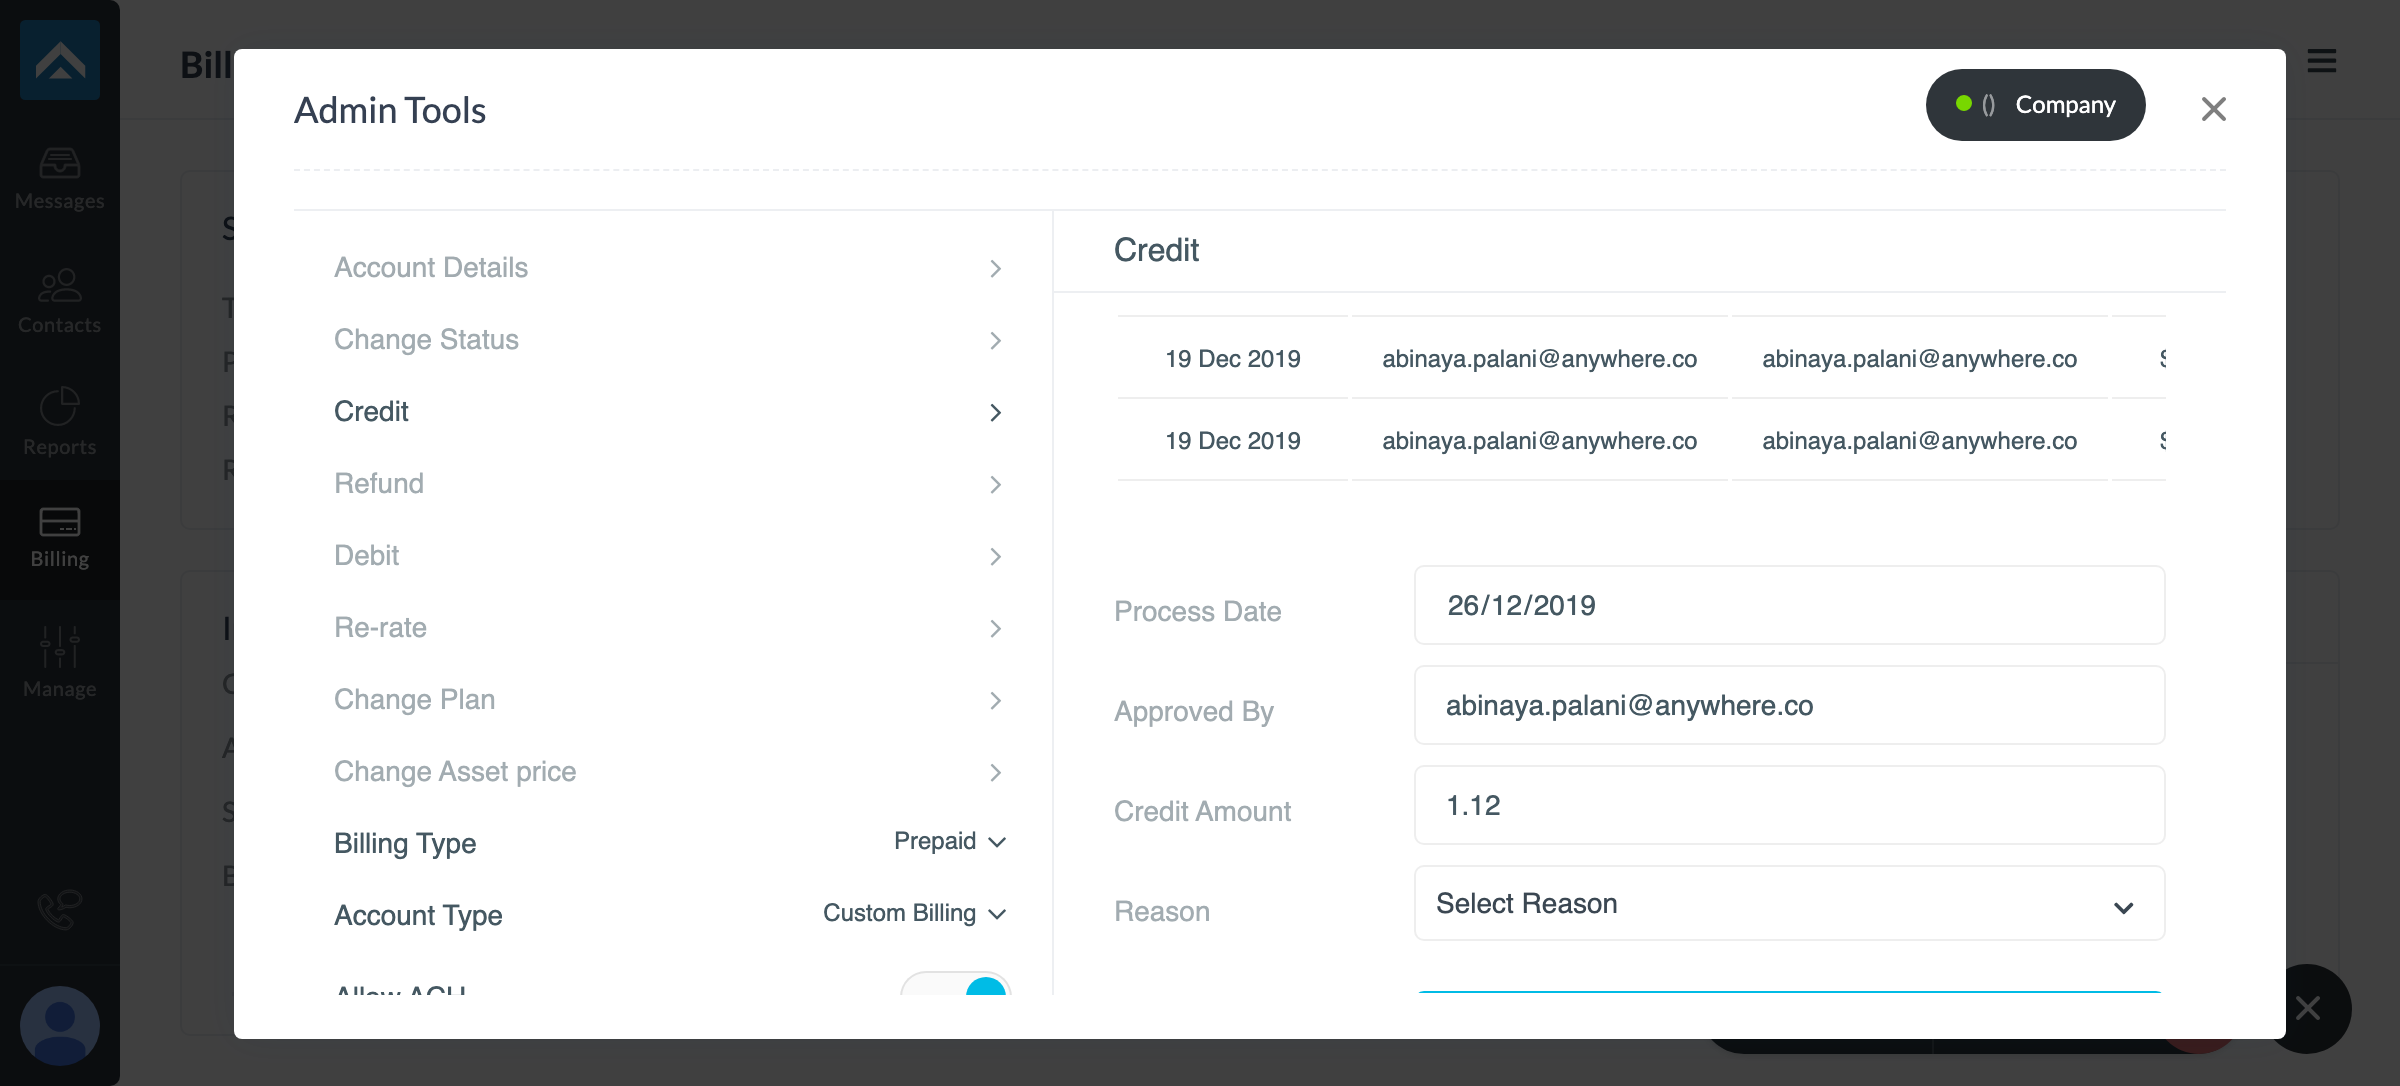 Messages
Contacts
Reports
Billing
Manage
Bill
Admin Tools
() Company
Account Details
Change Status
Credit
Refund
Debit
Re-rate
Change Plan
Change Asset price
Billing Type Prepaid
Account Type Custom Billing
Allow ACH
Credit
19 Dec 2019 abinaya.palani@anywhere.co abinaya.palani@anywhere.co
19 Dec 2019 abinaya.palani@anywhere.co abinaya.palani@anywhere.co
Process Date 26/12/2019
Approved By abinaya.palani@anywhere.co
Credit Amount 1.12
Reason Select Reason